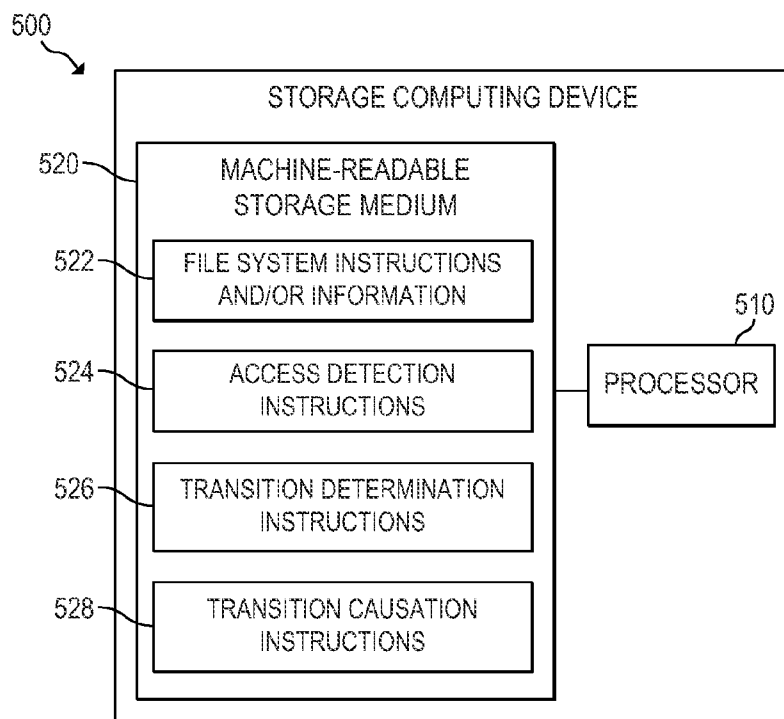 500
STORAGE COMPUTING DEVICE
520
MACHINE-READABLE
STORAGE MEDIUM
522
FILE SYSTEM INSTRUCTIONS
AND/OR INFORMATION
510
PROCESSOR
524
ACCESS DETECTION
INSTRUCTIONS
526
TRANSITION DETERMINATION
INSTRUCTIONS
528
TRANSITION CAUSATION
INSTRUCTIONS